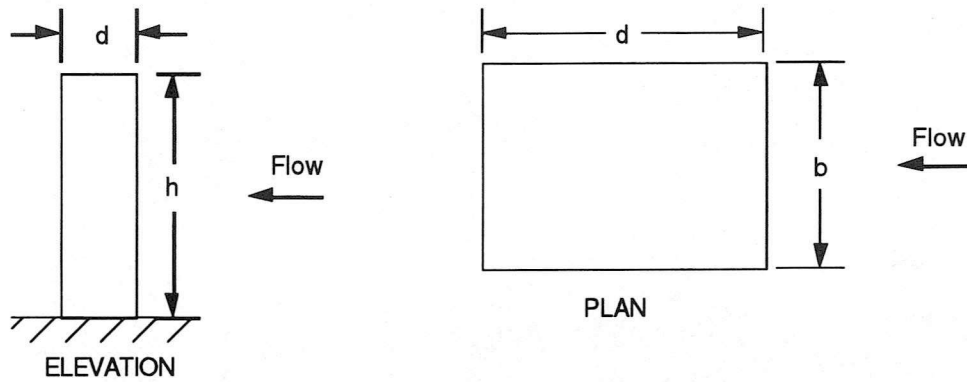 d
h
Flow
ELEVATION
d
b
Flow
PLAN